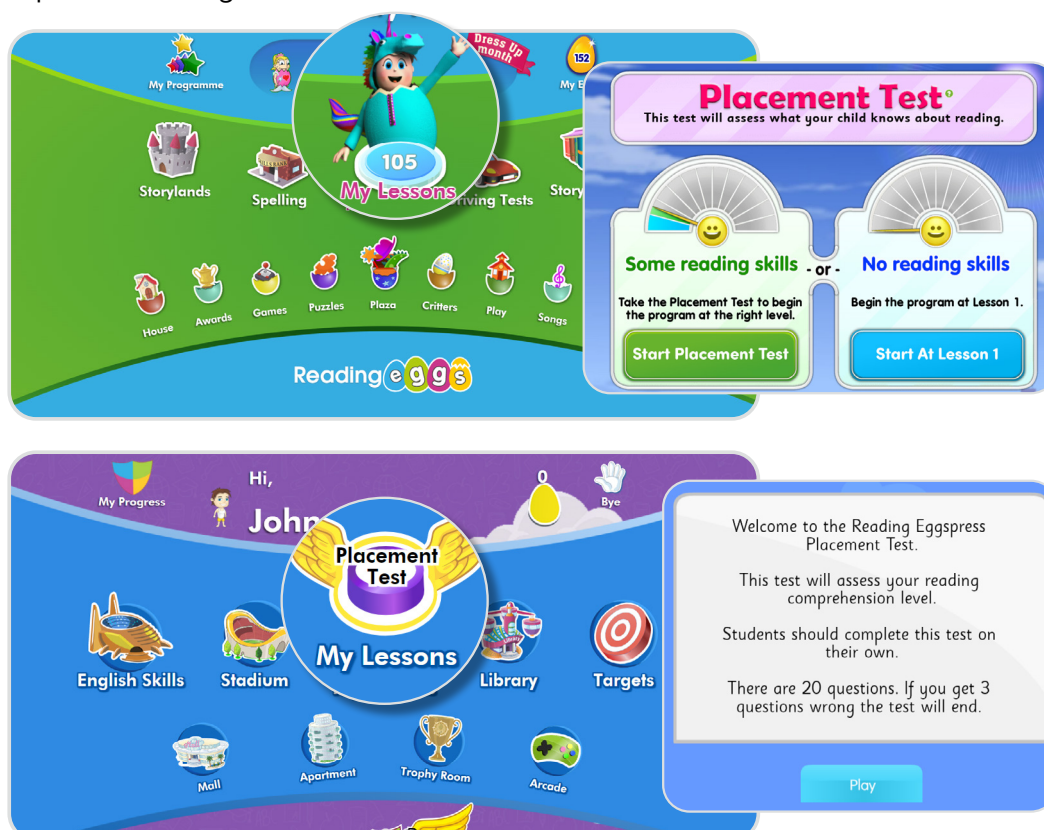 Dress Up
month
152
My Programme
105
My Lessons
Storylands
Spelling
Driving Tests
House
Awards
Games
Puzzles
Plaza
Critters
Play
Songs
Reading eggs
Placement Test
This test will assess what your child knows about reading.
Some reading skills
- or -
No reading skills
Take the Placement Test to begin
the program at the right level.
Begin the program at Lesson 1.
Start Placement Test
Start At Lesson 1
My Progress
Hi,
John
0
Bye
Placement
Test
My Lessons
English Skills
Stadium
Library
Targets
Mall
Apartment
Trophy Room
Arcade
Welcome to the Reading Eggspress
Placement Test.
This test will assess your reading
comprehension level.
Students should complete this test on
their own.
There are 20 questions. If you get 3
questions wrong the test will end.
Play